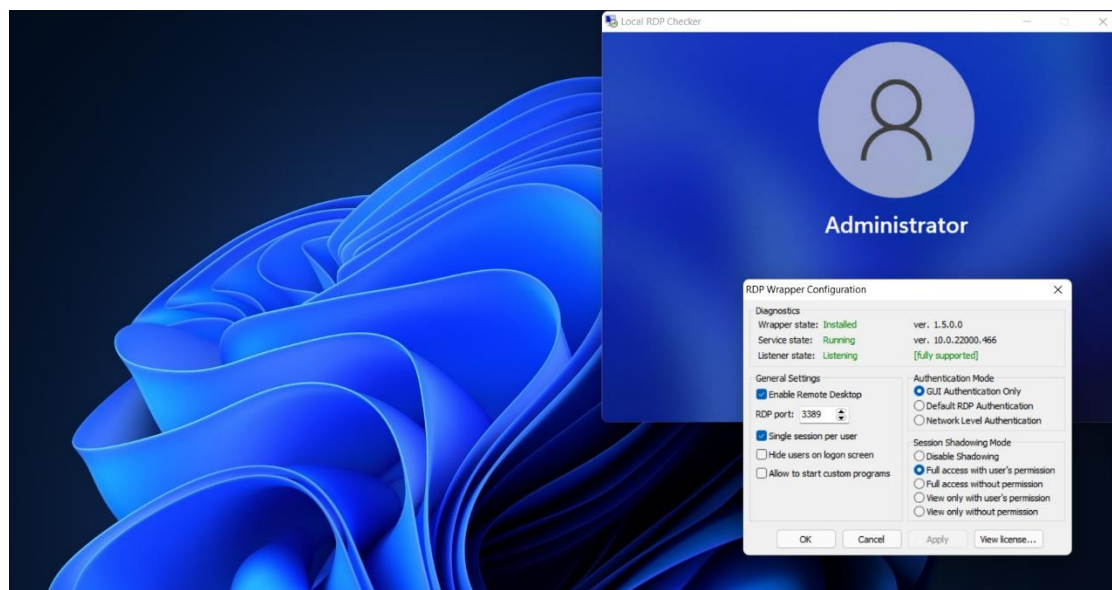 Local RDP Checker
Administrator
RDP Wrapper Configuration
Diagnostics
Wrapper state: Installed ver. 1.5.0.0
Service state: Running ver. 10.0.22000.466
Listener state: Listening [fully supported]
General Settings
Enable Remote Desktop
RDP port: 3389
Single session per user
Hide users on logon screen
Allow to start custom programs
Authentication Mode
GUI Authentication Only
Default RDP Authentication
Network Level Authentication
Session Shadowing Mode
Disable Shadowing
Full access with user's permission
Full access without permission
View only with user's permission
View only without permission
OK Cancel Apply View license...